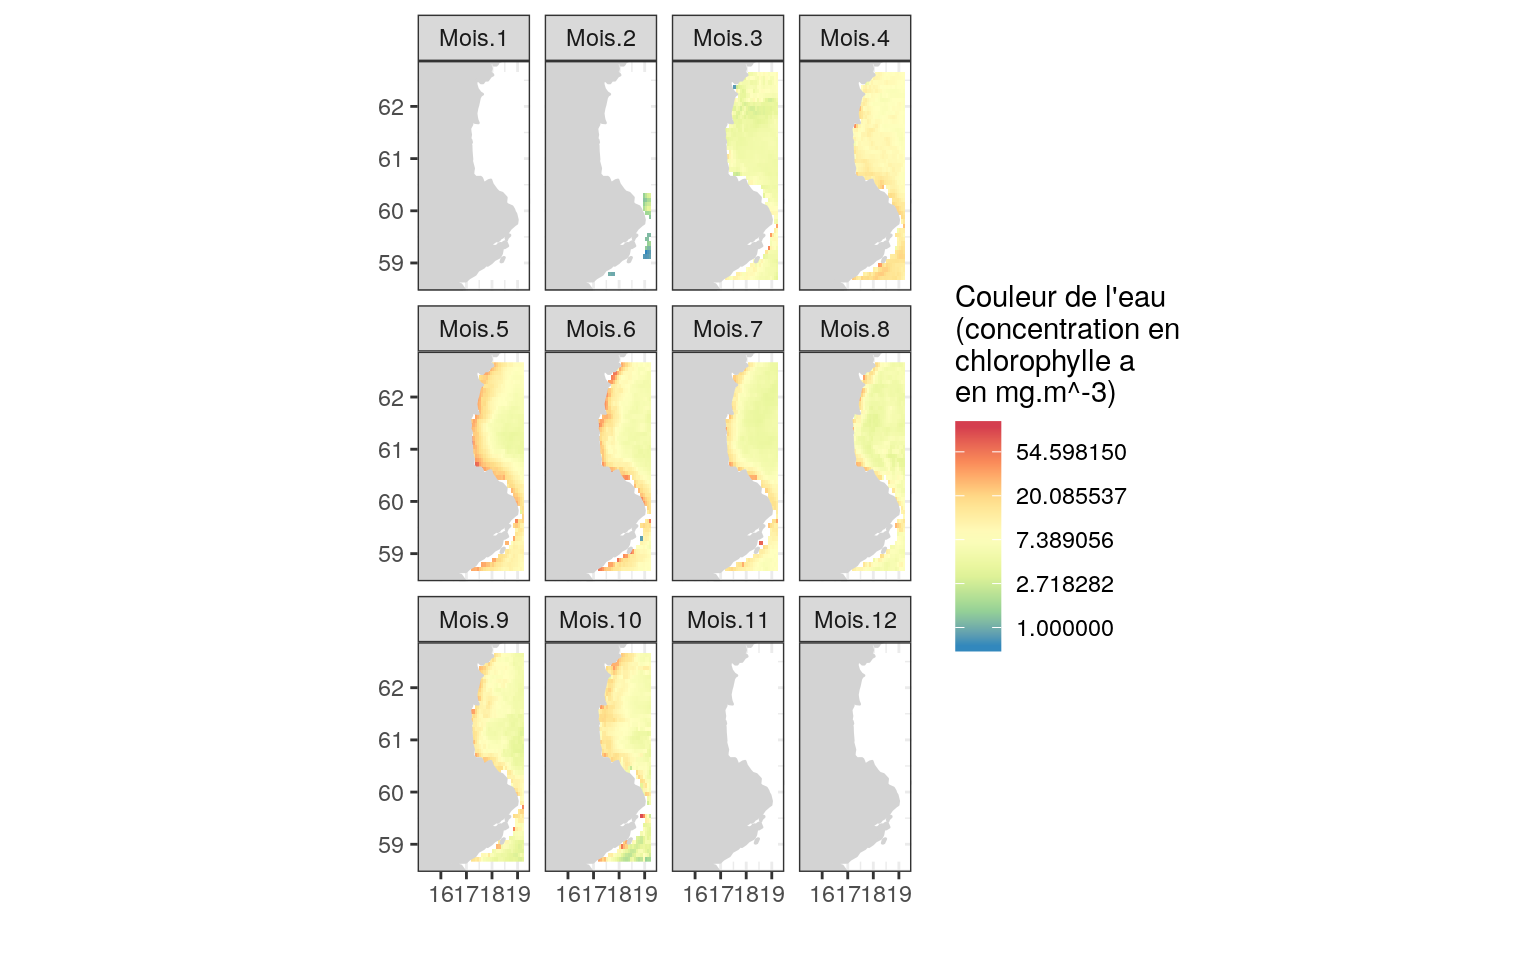 Mois.1 Mois.2 Mois.3 Mois.4
62
61
60
59
Mois.5 Mois.6 Mois.7 Mois.8
62
61
60
59
Mois.9 Mois.10 Mois.11 Mois.12
62
61
60
59
16171819 16171819 16171819 16171819
Couleur de l'eau
(concentration en
chlorophylle a
en mg.m^-3)
54.598150
20.085537
7.389056
2.718282
1.000000